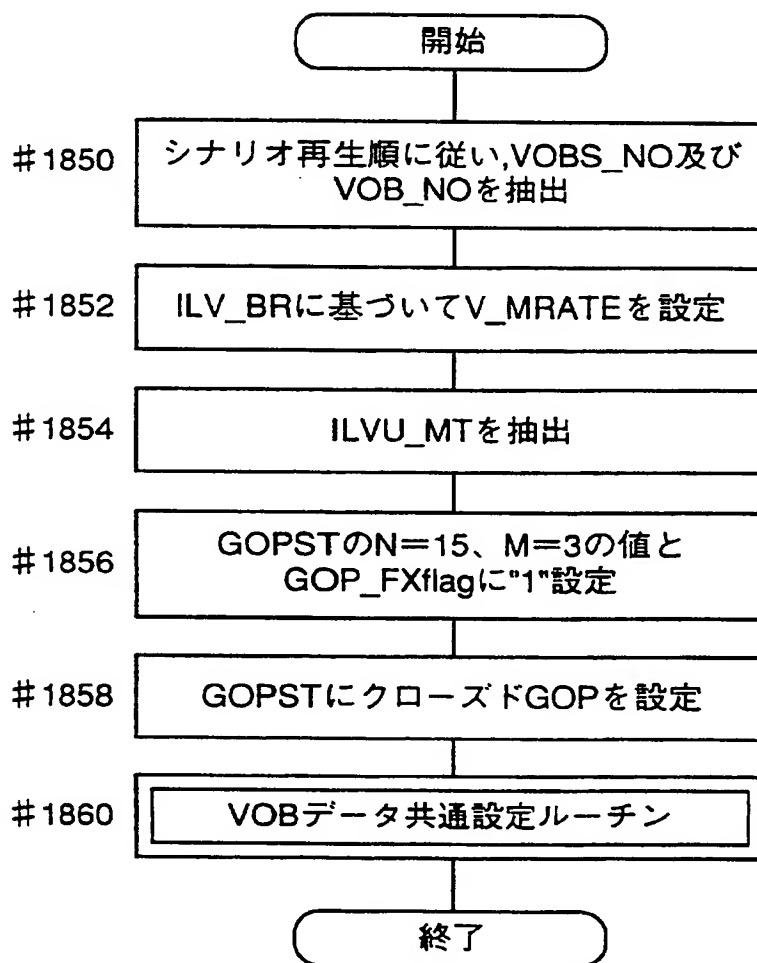 開始
#1850
シナリオ再生順に従い,VOBS_NO及び
VOB_NOを抽出
#1852
ILV_BRに基づいてV_MRATEを設定
#1854
ILVU_MTを抽出
#1856
GOPSTのN=15、M=3の値と
GOP_FXflagに"1"設定
#1858
GOPSTにクローズドGOPを設定
#1860
VOBデータ共通設定ルーチン
終了